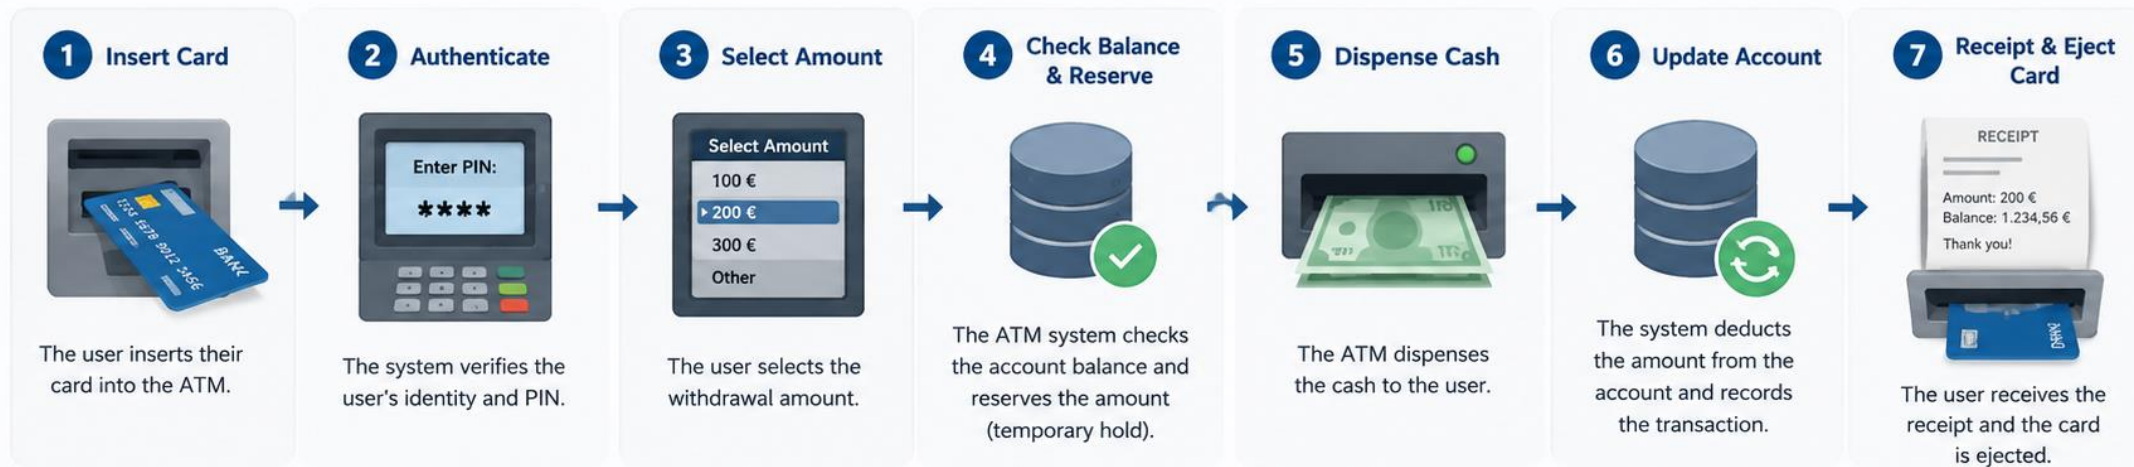 1 Insert Card
BANK
The user inserts their
card into the ATM.
2 Authenticate
Enter PIN:
****
The system verifies the
user's identity and PIN.
3 Select Amount
Select Amount
100 €
200 €
300 €
Other
The user selects the
withdrawal amount.
4 Check Balance
& Reserve
The ATM system checks
the account balance and
reserves the amount
(temporary hold).
5 Dispense Cash
The ATM dispenses
the cash to the user.
6 Update Account
The system deducts
the amount from the
account and records
the transaction.
7 Receipt & Eject
Card
RECEIPT
Amount: 200 €
Balance: 1.234,56 €
Thank you!
The user receives the
receipt and the card
is ejected.